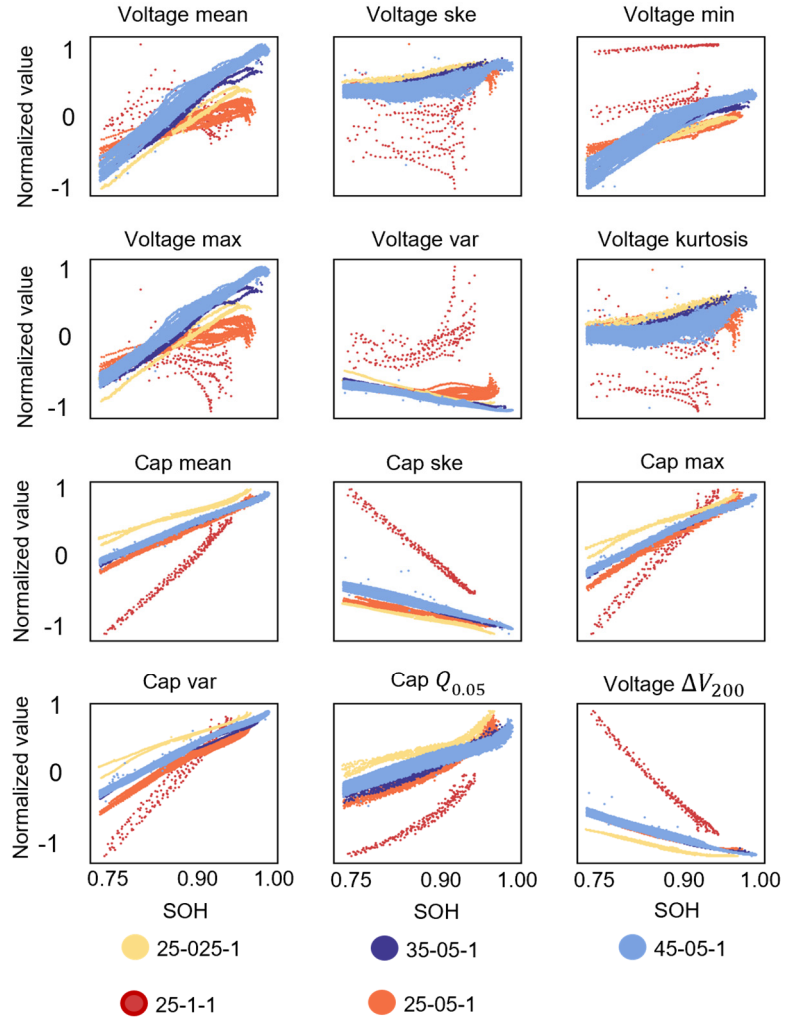 Voltage mean Voltage ske Voltage min
Normalized value
1
0
-1
Voltage max Voltage var Voltage kurtosis
Normalized value
1
0
-1
Cap mean Cap ske Cap max
Normalized value
1
0
-1
Cap var Cap Q₀.₀₅ Voltage ΔV₂₀₀
Normalized value
1
0
-1
0.75 0.90 1.00 0.75 0.90 1.00 0.75 0.90 1.00
SOH SOH SOH
25-025-1 35-05-1 45-05-1
25-1-1 25-05-1